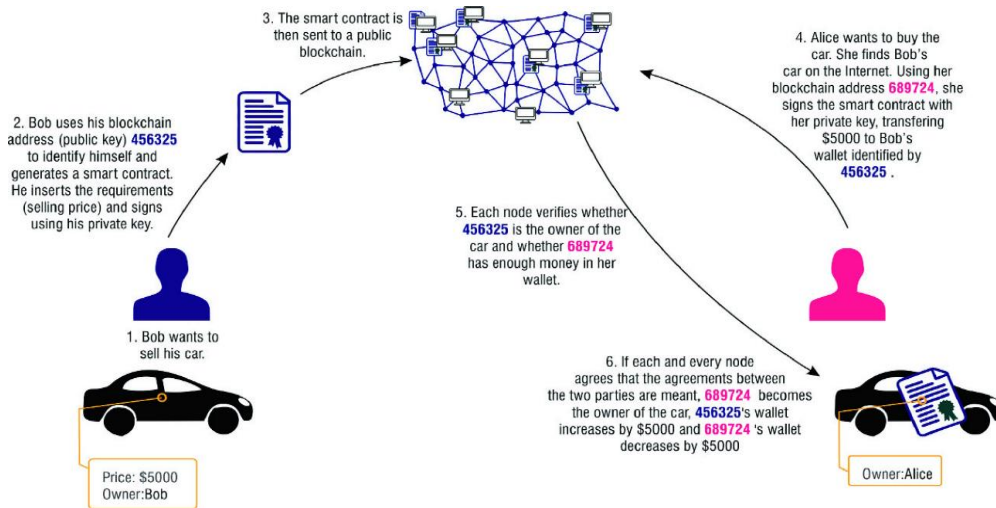 3. The smart contract is
then sent to a public
blockchain.
4. Alice wants to buy the
car. She finds Bob's
car on the Internet. Using her
blockchain address 689724, she
signs the smart contract with
her private key, transfering
$5000 to Bob's
wallet identified by
456325 .
2. Bob uses his blockchain
address (public key) 456325
to identify himself and
generates a smart contract.
He inserts the requirements
(selling price) and signs
using his private key.
5. Each node verifies whether
456325 is the owner of the
car and whether 689724
has enough money in her
wallet.
1. Bob wants to
sell his car.
6. If each and every node
agrees that the agreements between
the two parties are meant, 689724 becomes
the owner of the car, 456325's wallet
increases by $5000 and 689724 's wallet
decreases by $5000
Price: $5000
Owner:Bob
Owner:Alice